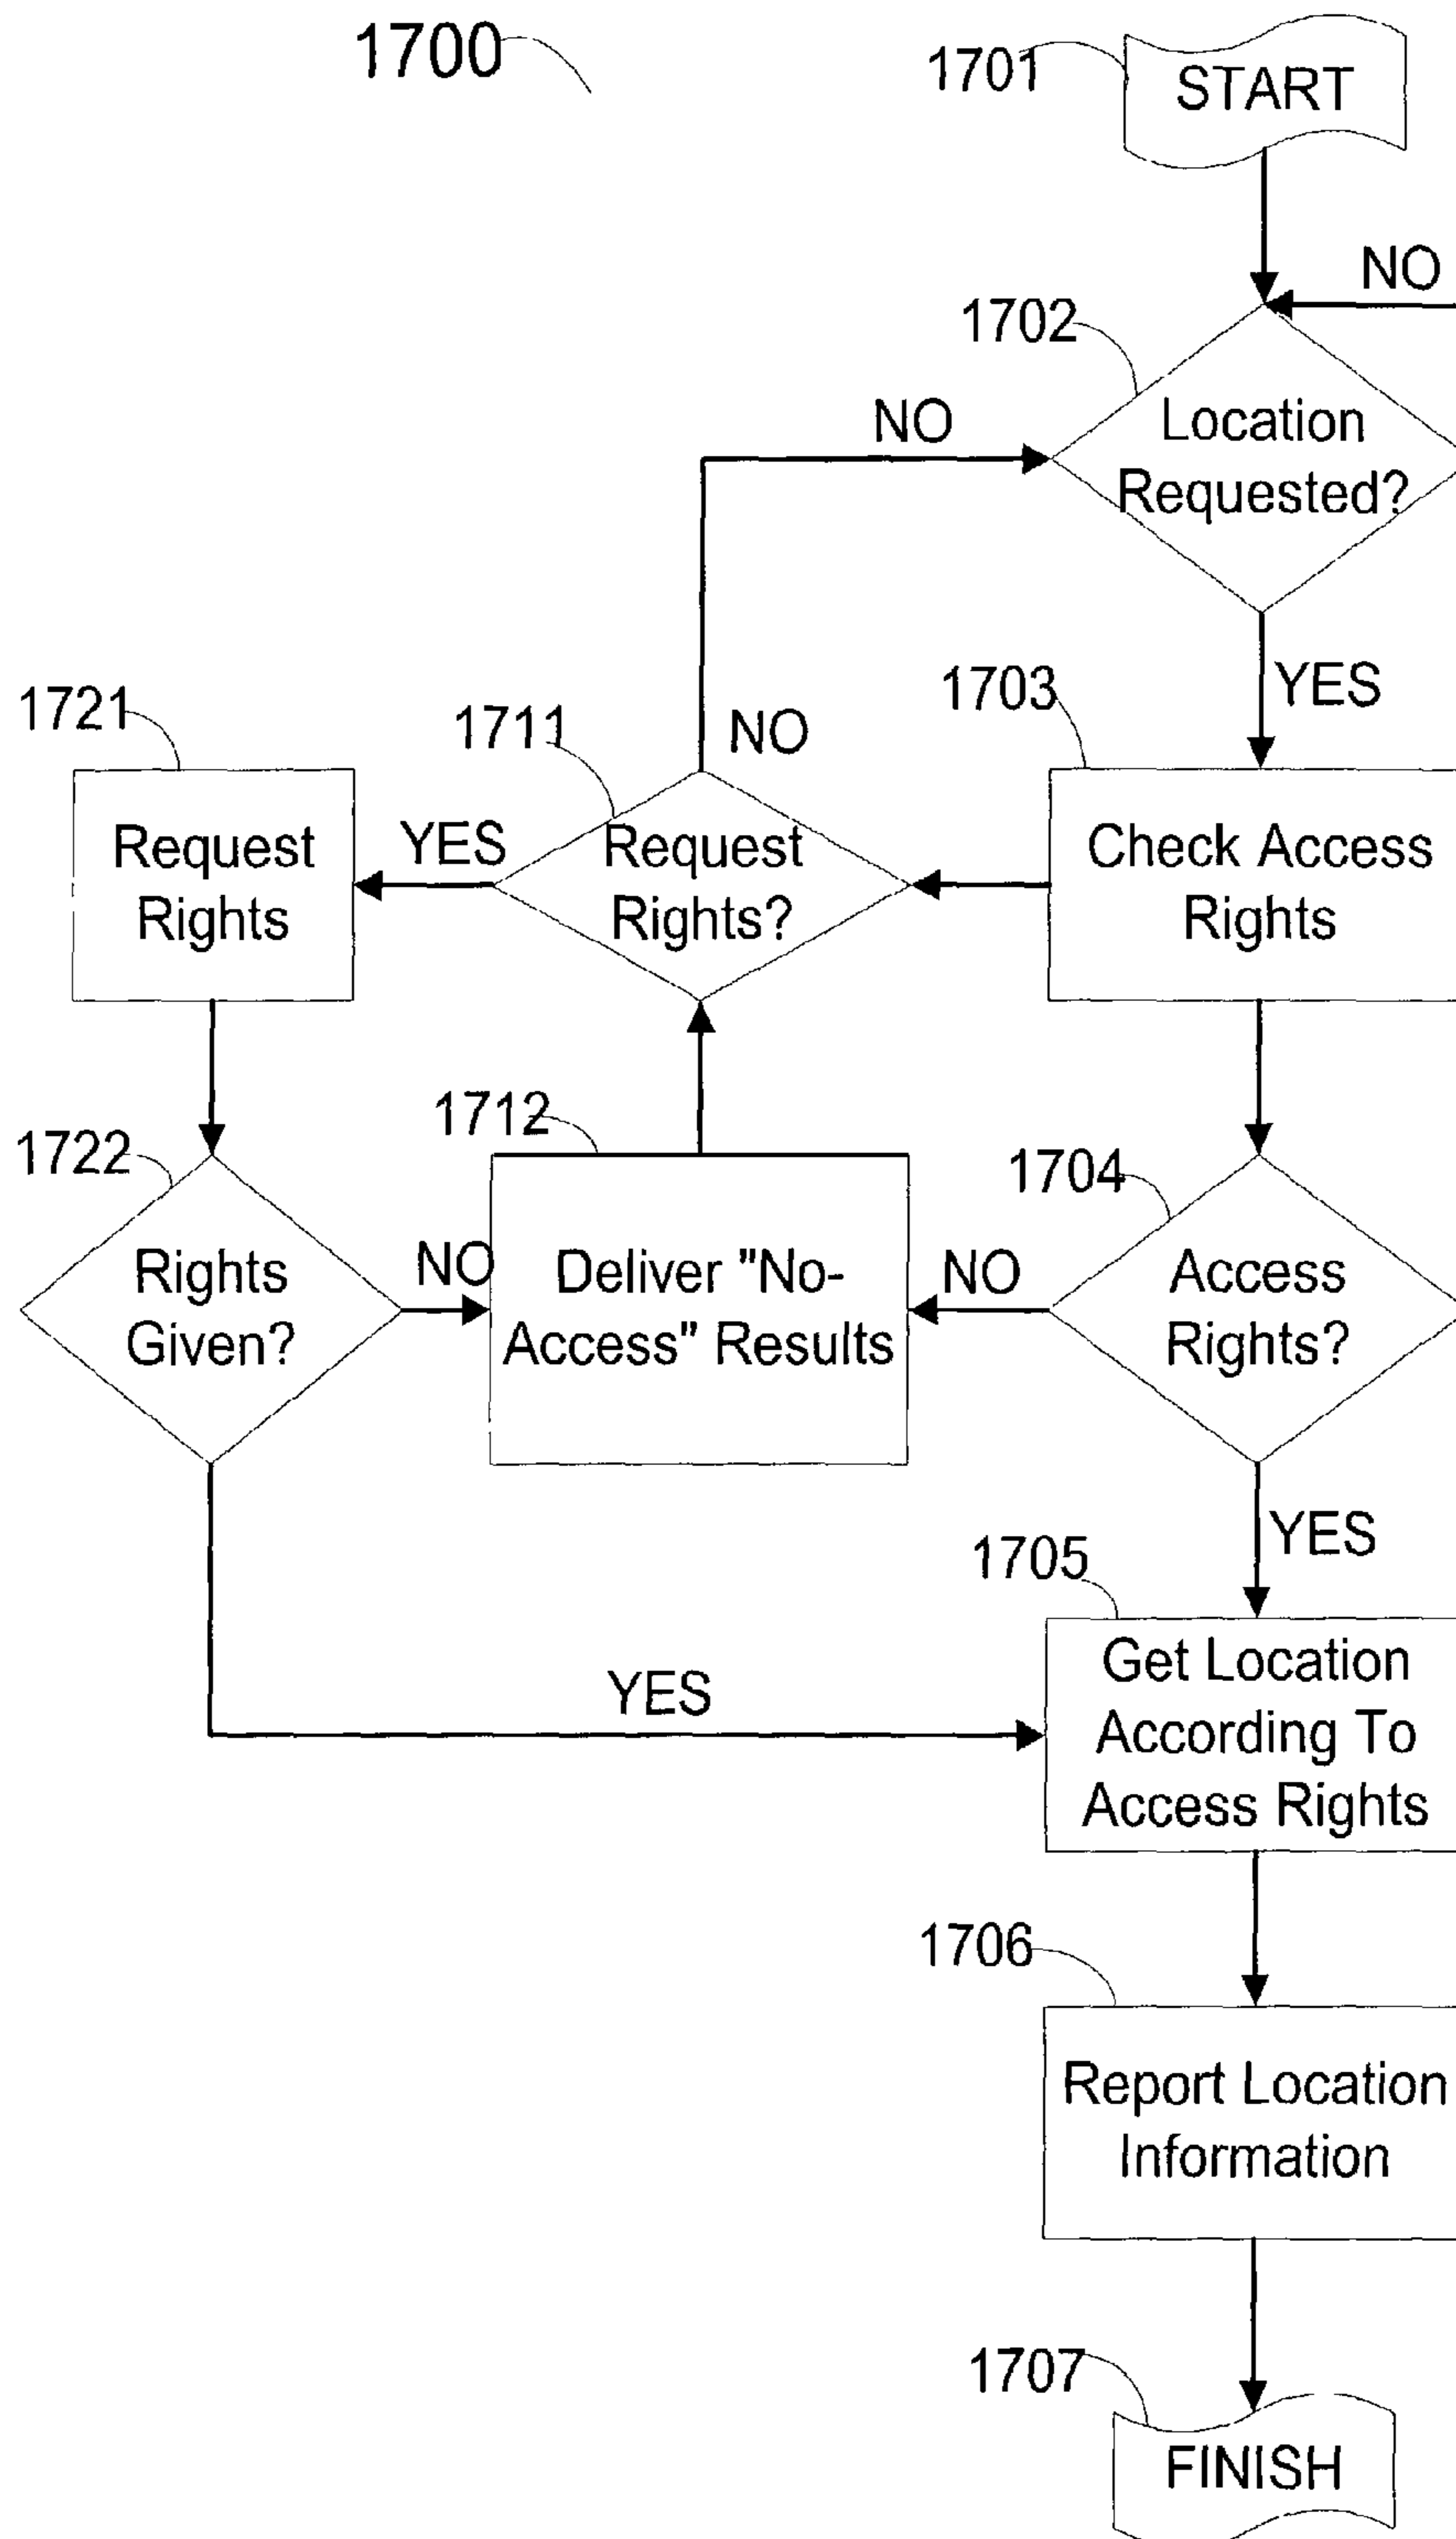 1700
1701
START
NO
1702
NO
Location
Requested?
YES
1703
1721
1711
NO
Request
Rights
YES
Request
Rights?
Check Access
Rights
1712
1722
1704
Rights
Given?
NO
Deliver "No-
Access" Results
NO
Access
Rights?
YES
1705
YES
Get Location
According To
Access Rights
1706
Report Location
Information
1707
FINISH